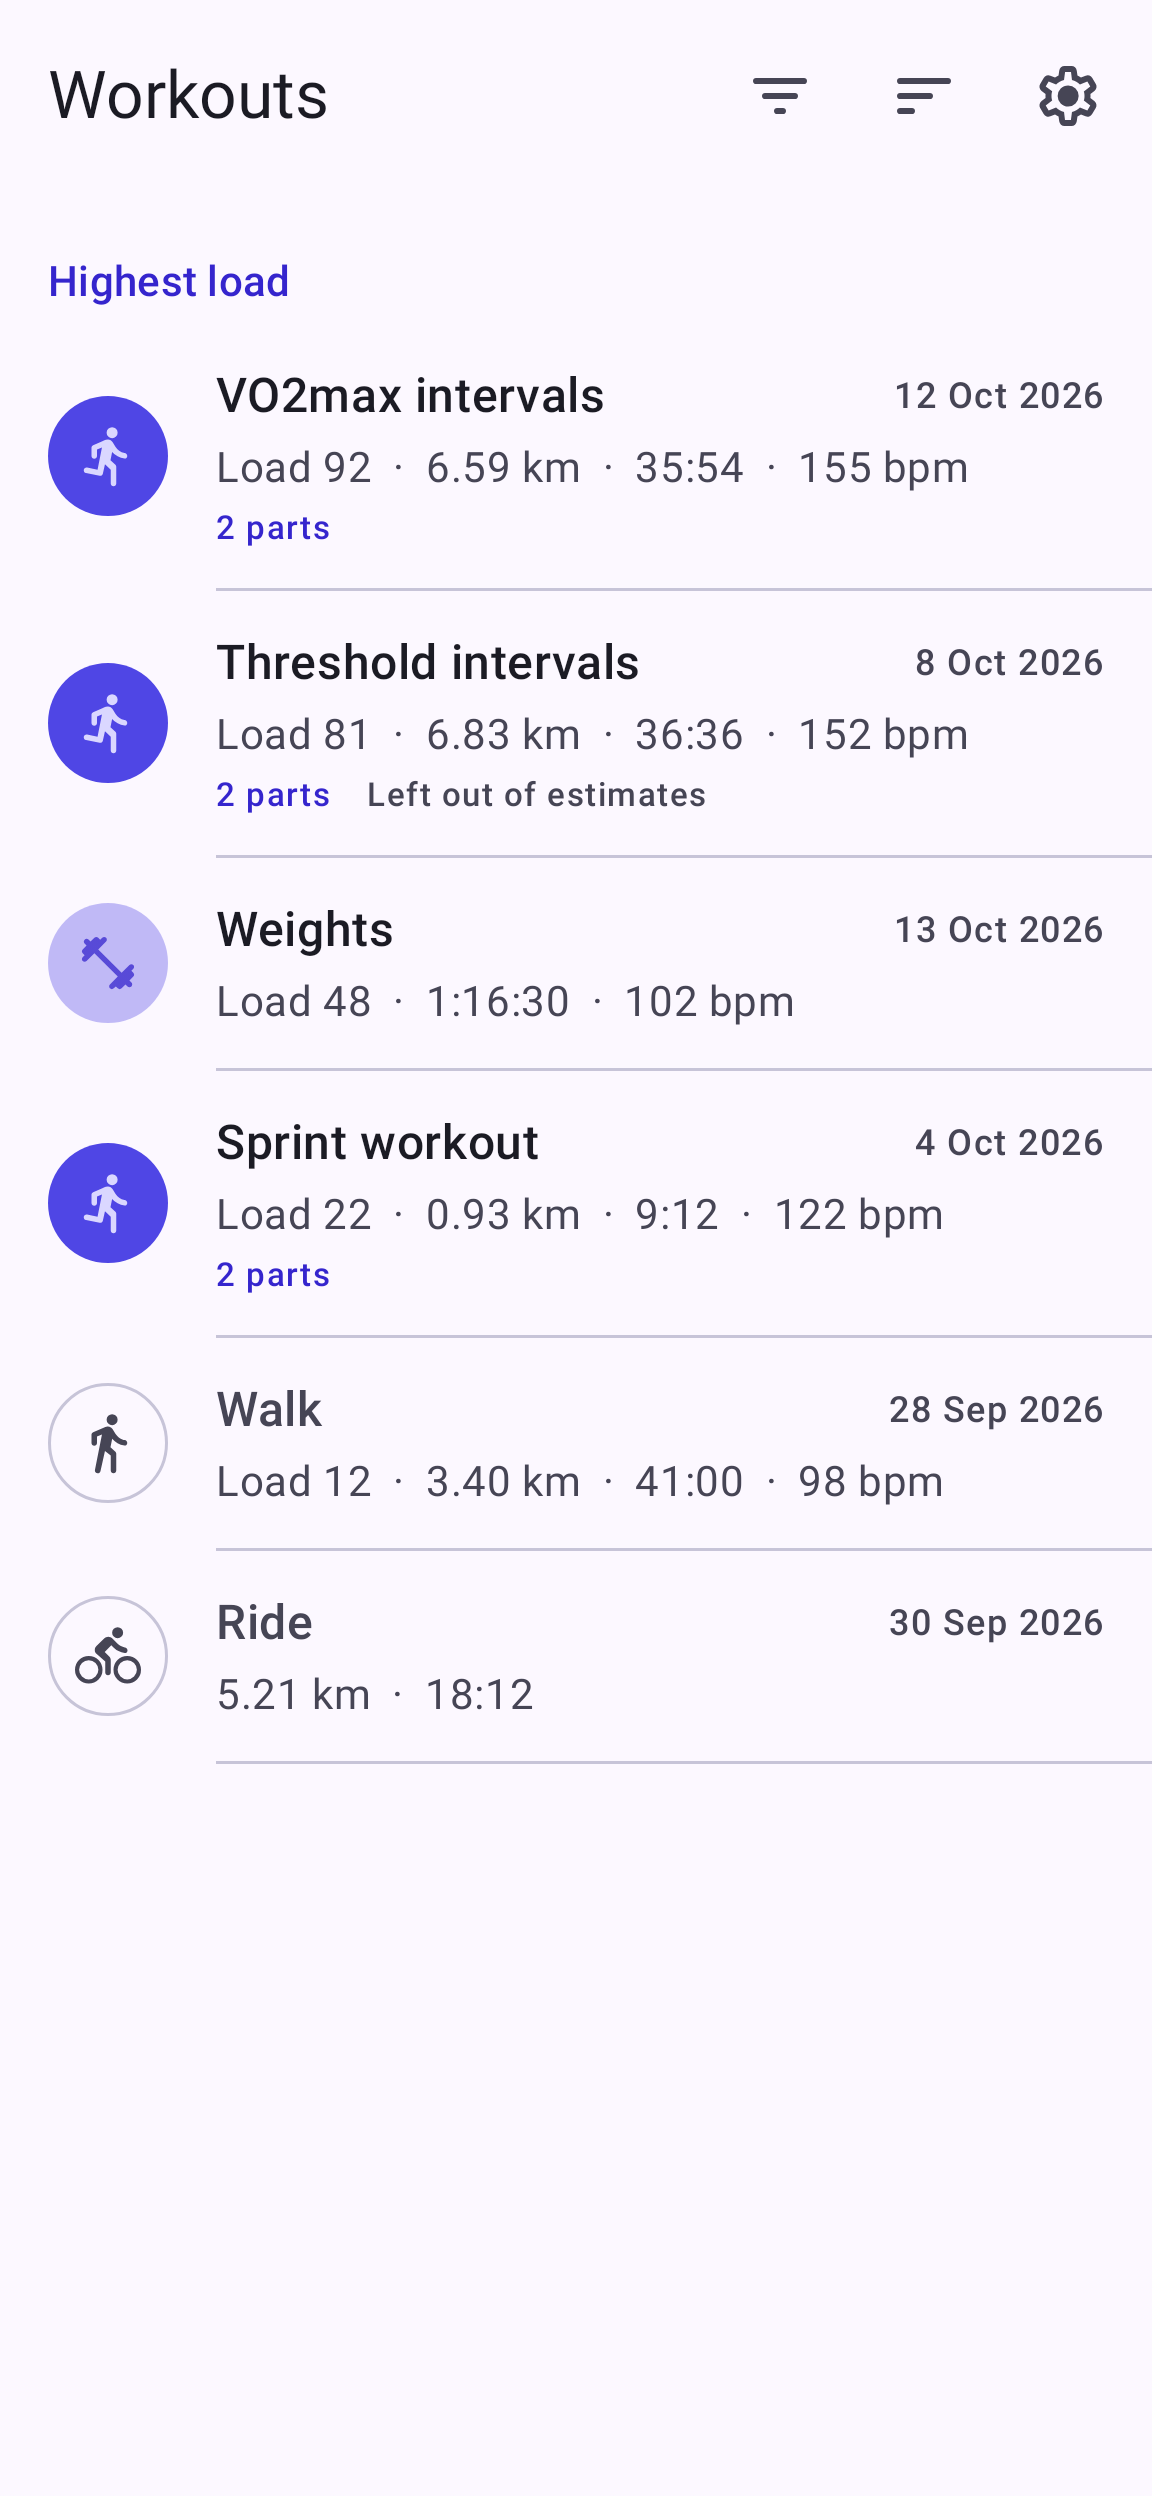 Workouts
Highest load
VO2max intervals
12 Oct 2026
Load 92 · 6.59 km · 35:54 · 155 bpm
2 parts
Threshold intervals
8 Oct 2026
Load 81 · 6.83 km · 36:36 · 152 bpm
2 parts Left out of estimates
Weights
13 Oct 2026
Load 48 · 1:16:30 · 102 bpm
Sprint workout
4 Oct 2026
Load 22 · 0.93 km · 9:12 · 122 bpm
2 parts
Walk
28 Sep 2026
Load 12 · 3.40 km · 41:00 · 98 bpm
Ride
30 Sep 2026
5.21 km · 18:12